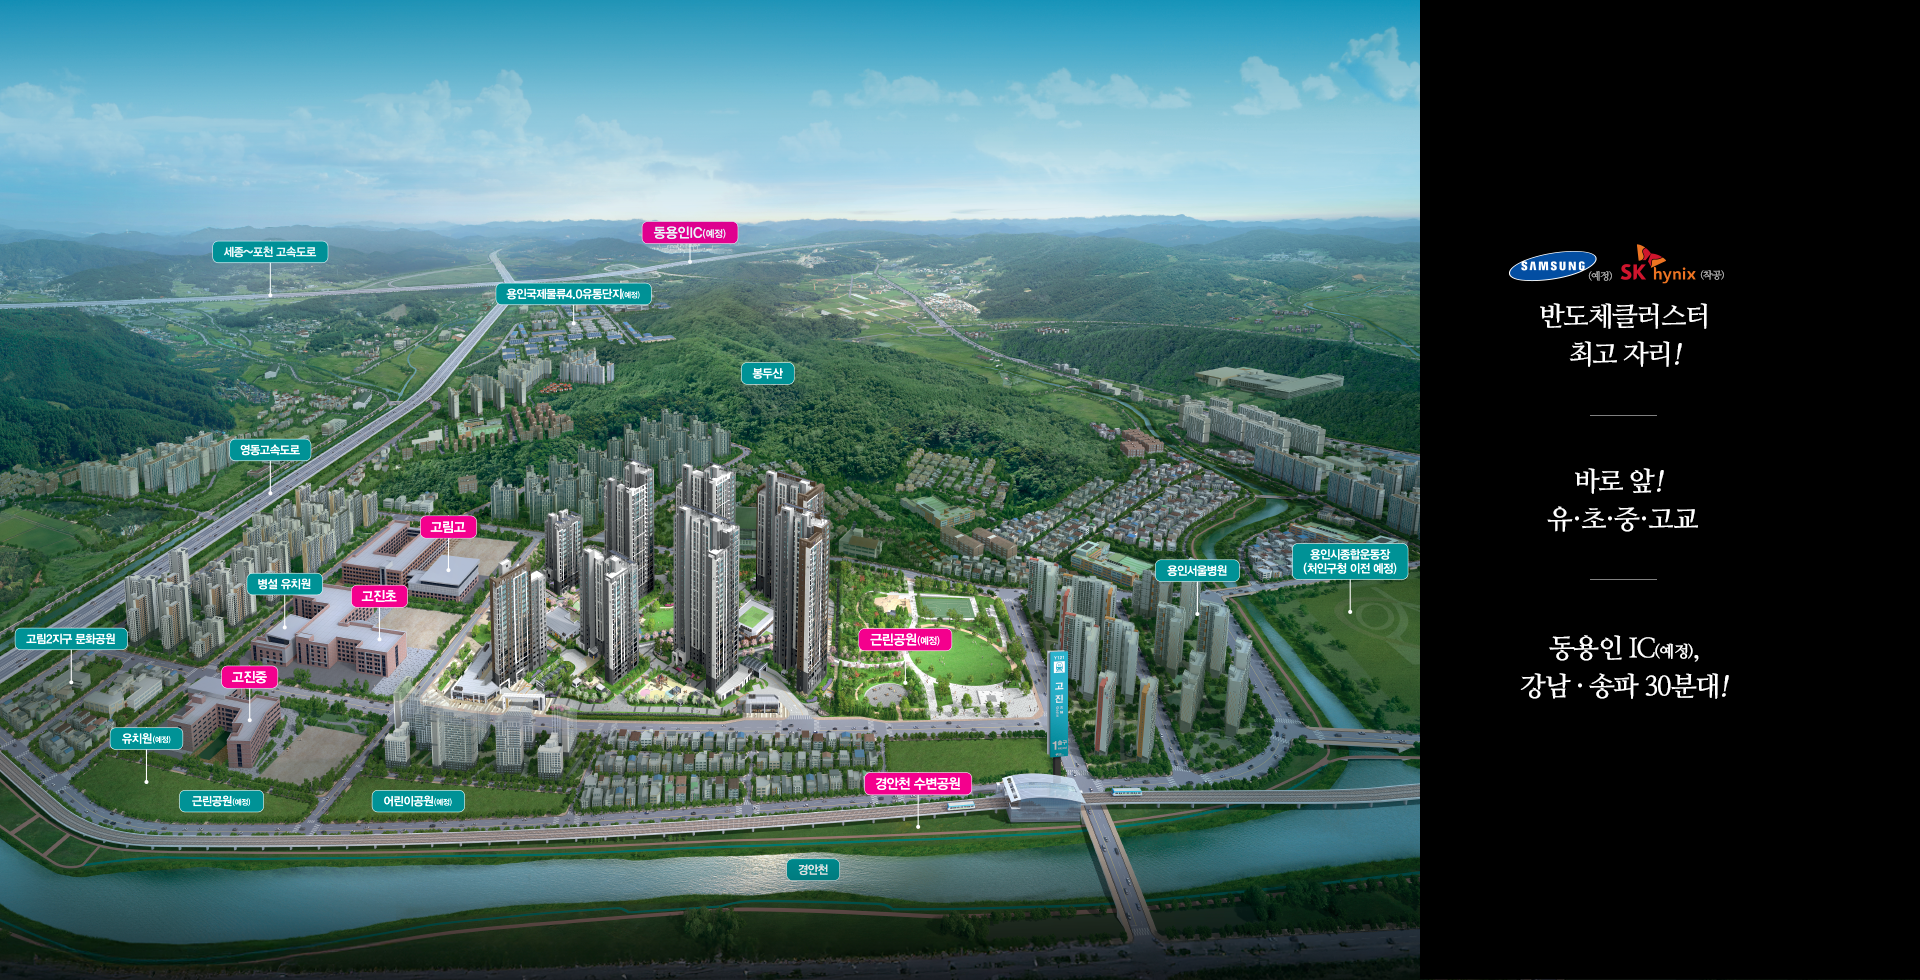 동용인IC(예정)
세종~포천 고속도로
용인국제물류4.0유통단지(예정)
봉두산
영동고속도로
고림고
용인시종합운동장
(처인구청 이전 예정)
용인서울병원
병설 유치원
고진초
고림2지구 문화공원
근린공원(예정)
고진중
Y121
고진
1출구
유치원(예정)
경안천 수변공원
근린공원(예정)
어린이공원(예정)
경안천
SAMSUNG(예정) SK hynix (착공)
반도체클러스터
최고 자리!
바로 앞!
유·초·중·고교
동용인 IC(예정),
강남·송파 30분대!